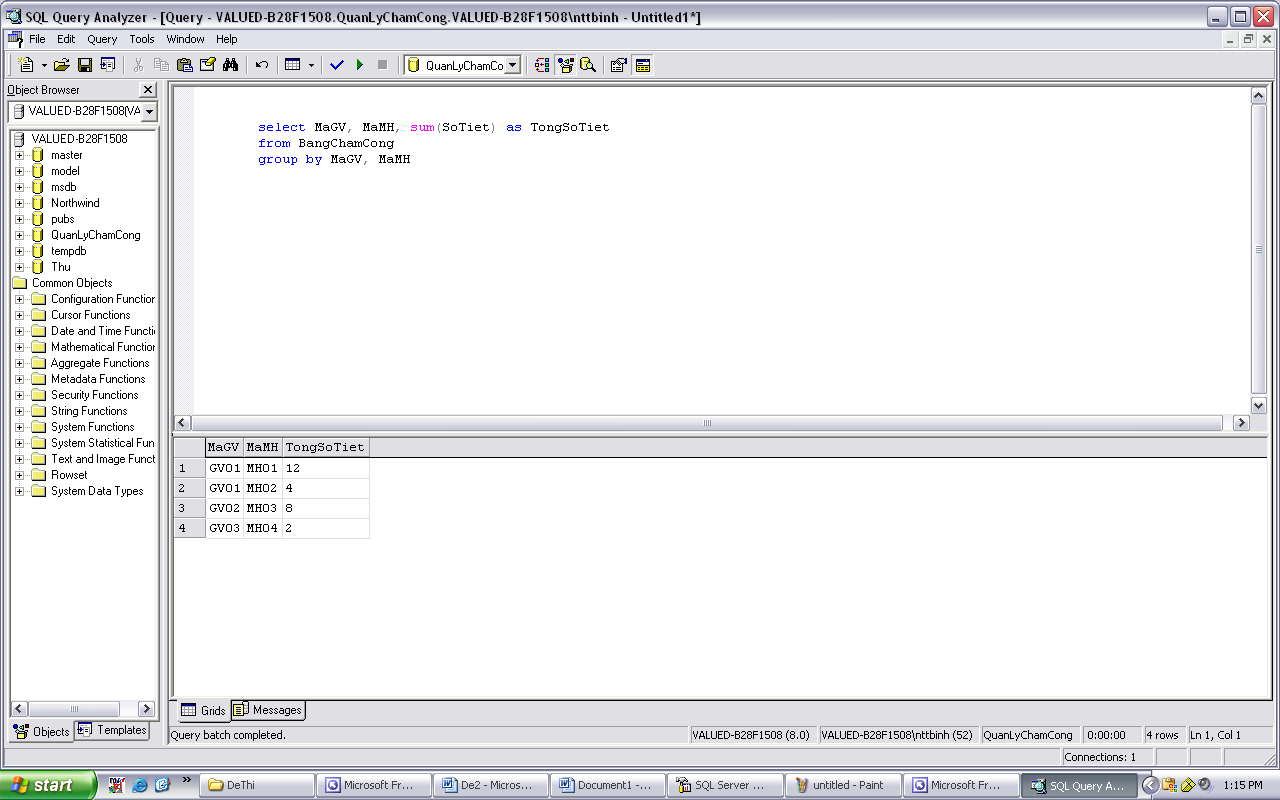 SQL Query Analyzer - [Query - VALUED-B28F1508.QuanLyChamCong.VALUED-B28F1508\nttbinh - Untitled1*]
File Edit Query Tools Window Help
QuanLyChamCo
Object Browser
VALUED-B28F1508(VA
VALUED-B28F1508
master
model
msdb
Northwind
pubs
QuanLyChamCong
tempdb
Thu
Common Objects
Configuration Function
Cursor Functions
Date and Time Functi
Mathematical Function
Aggregate Functions
Metadata Functions
Security Functions
String Functions
System Functions
System Statistical Fun
Text and Image Funct
Rowset
System Data Types
Objects Templates
select MaGV, MaMH, sum(SoTiet) as TongSoTiet
from BangChamCong
group by MaGV, MaMH
MaGV MaMH TongSoTiet
1 GV01 MH01 12
2 GV01 MH02 4
3 GV02 MH03 8
4 GV03 MH04 2
Grids Messages
Query batch completed. VALUED-B28F1508 (8.0) VALUED-B28F1508\nttbinh (52) QuanLyChamCong 0:00:00 4 rows Ln 1, Col 1
Connections: 1
start DeThi Microsoft Fr... De2 - Micros... Document1 -... SQL Server ... untitled - Paint Microsoft Fr... SQL Query A... 1:15 PM